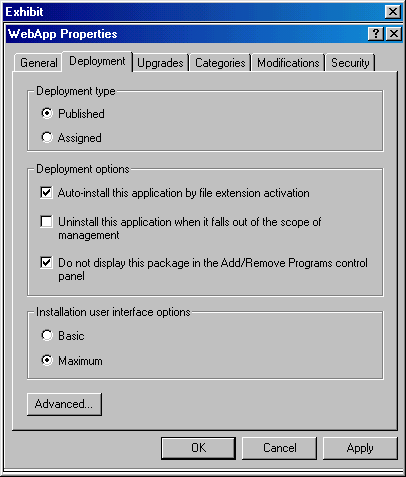 Exhibit
WebApp Properties
General Deployment Upgrades Categories Modifications Security
Deployment type
Published
Assigned
Deployment options
Auto-install this application by file extension activation
Uninstall this application when it falls out of the scope of
management
Do not display this package in the Add/Remove Programs control
panel
Installation user interface options
Basic
Maximum
Advanced...
OK Cancel Apply